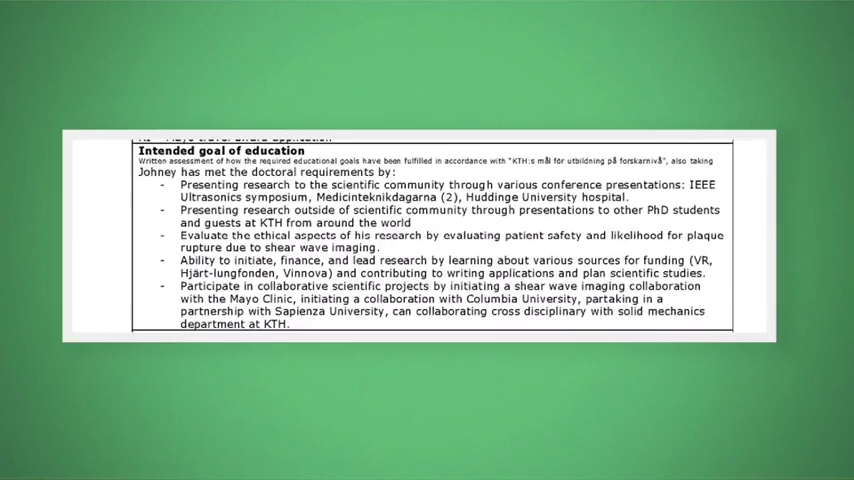 Intended goal of education
Written assessment of how the required educational goals have been fulfilled in accordance with "KTH:s mål för utbildning på forskarnivå", also taking
Johney has met the doctoral requirements by:
- Presenting research to the scientific community through various conference presentations: IEEE
Ultrasonics symposium, Medicinteknikdagarna (2), Huddinge University hospital.
- Presenting research outside of scientific community through presentations to other PhD students
and guests at KTH from around the world
- Evaluate the ethical aspects of his research by evaluating patient safety and likelihood for plaque
rupture due to shear wave imaging.
- Ability to initiate, finance, and lead research by learning about various sources for funding (VR,
Hjärt-lungfonden, Vinnova) and contributing to writing applications and plan scientific studies.
- Participate in collaborative scientific projects by initiating a shear wave imaging collaboration
with the Mayo Clinic, initiating a collaboration with Columbia University, partaking in a
partnership with Sapienza University, can collaborating cross disciplinary with solid mechanics
department at KTH.